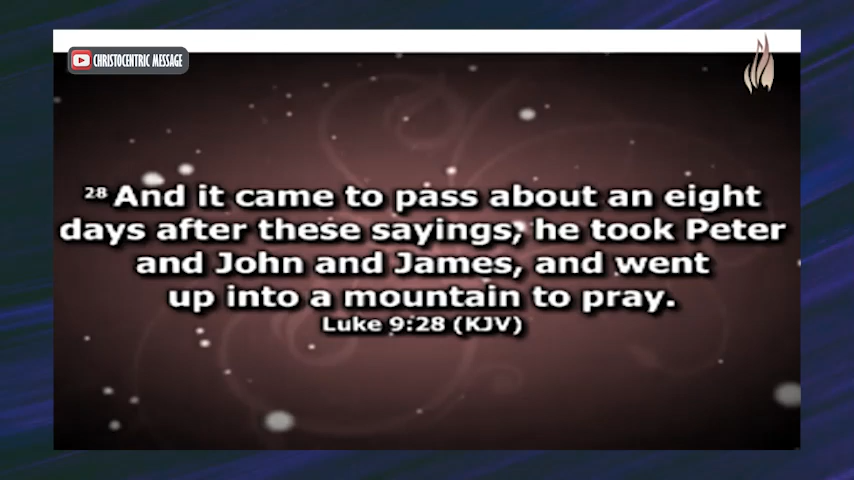 CHRISTOCENTRIC MESSAGE
28 And it came to pass about an eight
days after these sayings, he took Peter
and John and James, and went
up into a mountain to pray.
Luke 9:28 (KJV)